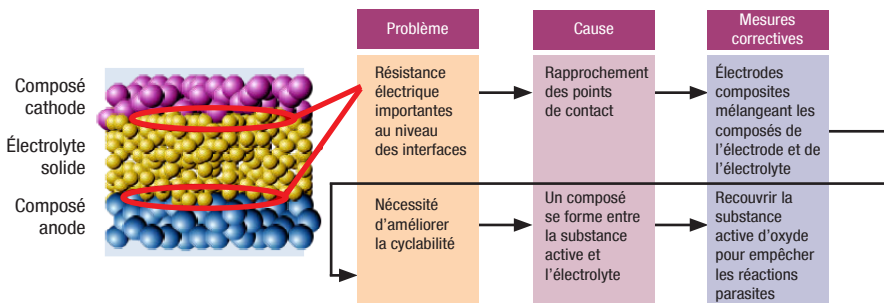 Problème
Cause
Mesures
correctives
Composé
cathode
Électrolyte
solide
Composé
anode
Résistance
électrique
importantes
au niveau
des interfaces
Rapprochement
des points
de contact
Électrodes
composites
mélangeant les
composés de
l'électrode et de
l'électrolyte
Nécessité
d'améliorer
la cyclabilité
Un composé
se forme entre
la substance
active et
l'électrolyte
Recouvrir la
substance
active d'oxyde
pour empêcher
les réactions
parasites